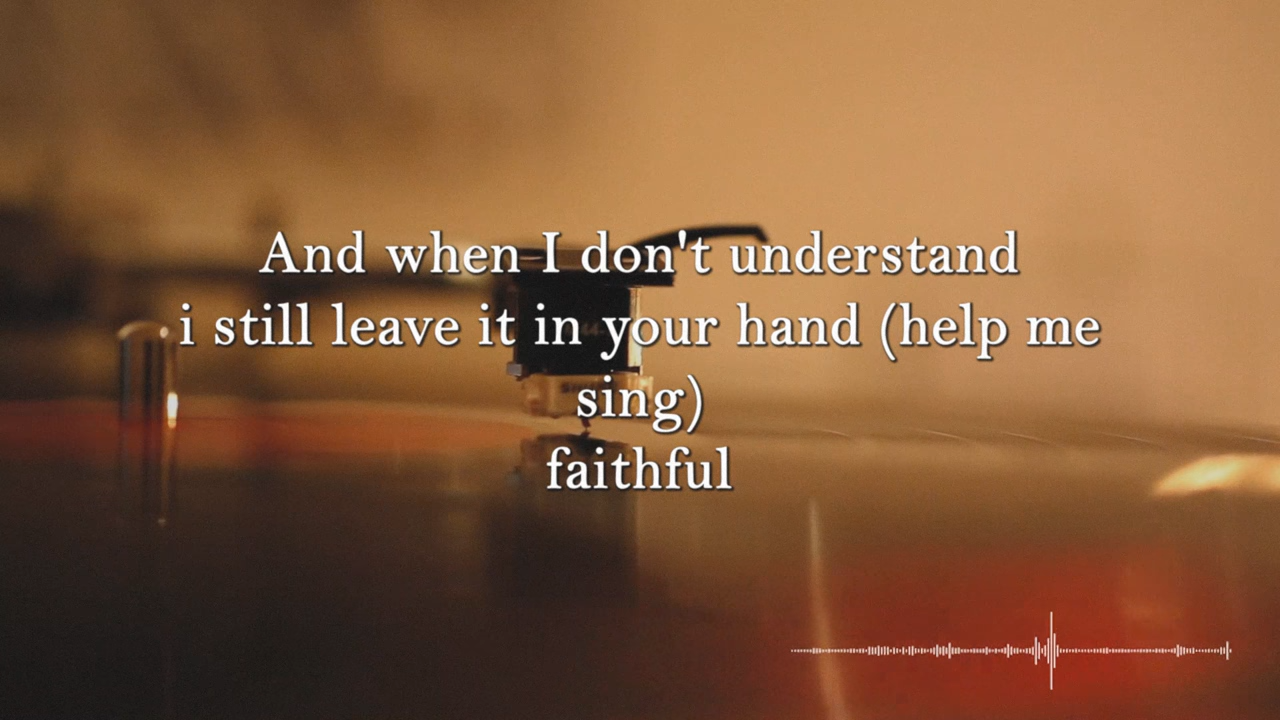 And when I don't understand
i still leave it in your hand (help me
sing)
faithful